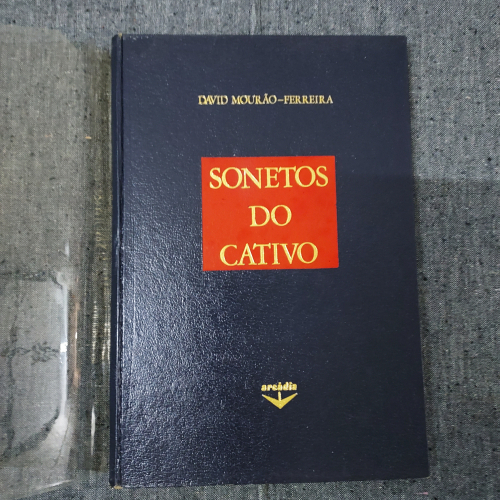 DAVID MOURÃO-FERREIRA
SONETOS
DO
CATIVO
arcádia